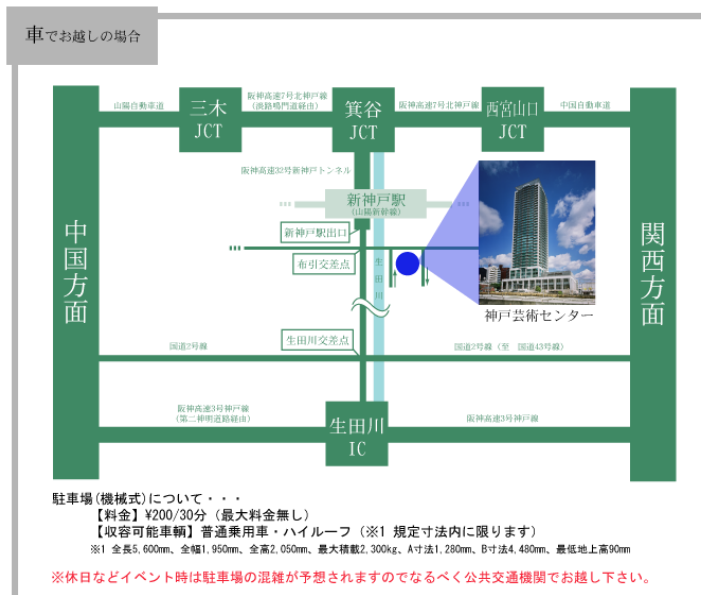 車でお越しの場合
山陽自動車道
三木
JCT
阪神高速7号北神戸線
(淡路鳴門道経由)
箕谷
JCT
阪神高速7号北神戸線
西宮山口
JCT
中国自動車道
阪神高速32号新神戸トンネル
新神戸駅
(山陽新幹線)
新神戸駅出口
布引交差点
生田川
中国方面
関西方面
神戸芸術センター
生田川交差点
国道2号線
国道2号線（至　国道43号線）
阪神高速3号神戸線
(第二神明道路経由)
生田川
IC
阪神高速3号神戸線
駐車場(機械式)について・・・
【料金】¥200/30分（最大料金無し）
【収容可能車輌】普通乗用車・ハイルーフ（※1 規定寸法内に限ります）
※1 全長5,600mm、全幅1,950mm、全高2,050mm、最大積載2,300kg、A寸法1,280mm、B寸法4,480mm、最低地上高90mm
※休日などイベント時は駐車場の混雑が予想されますのでなるべく公共交通機関でお越し下さい。